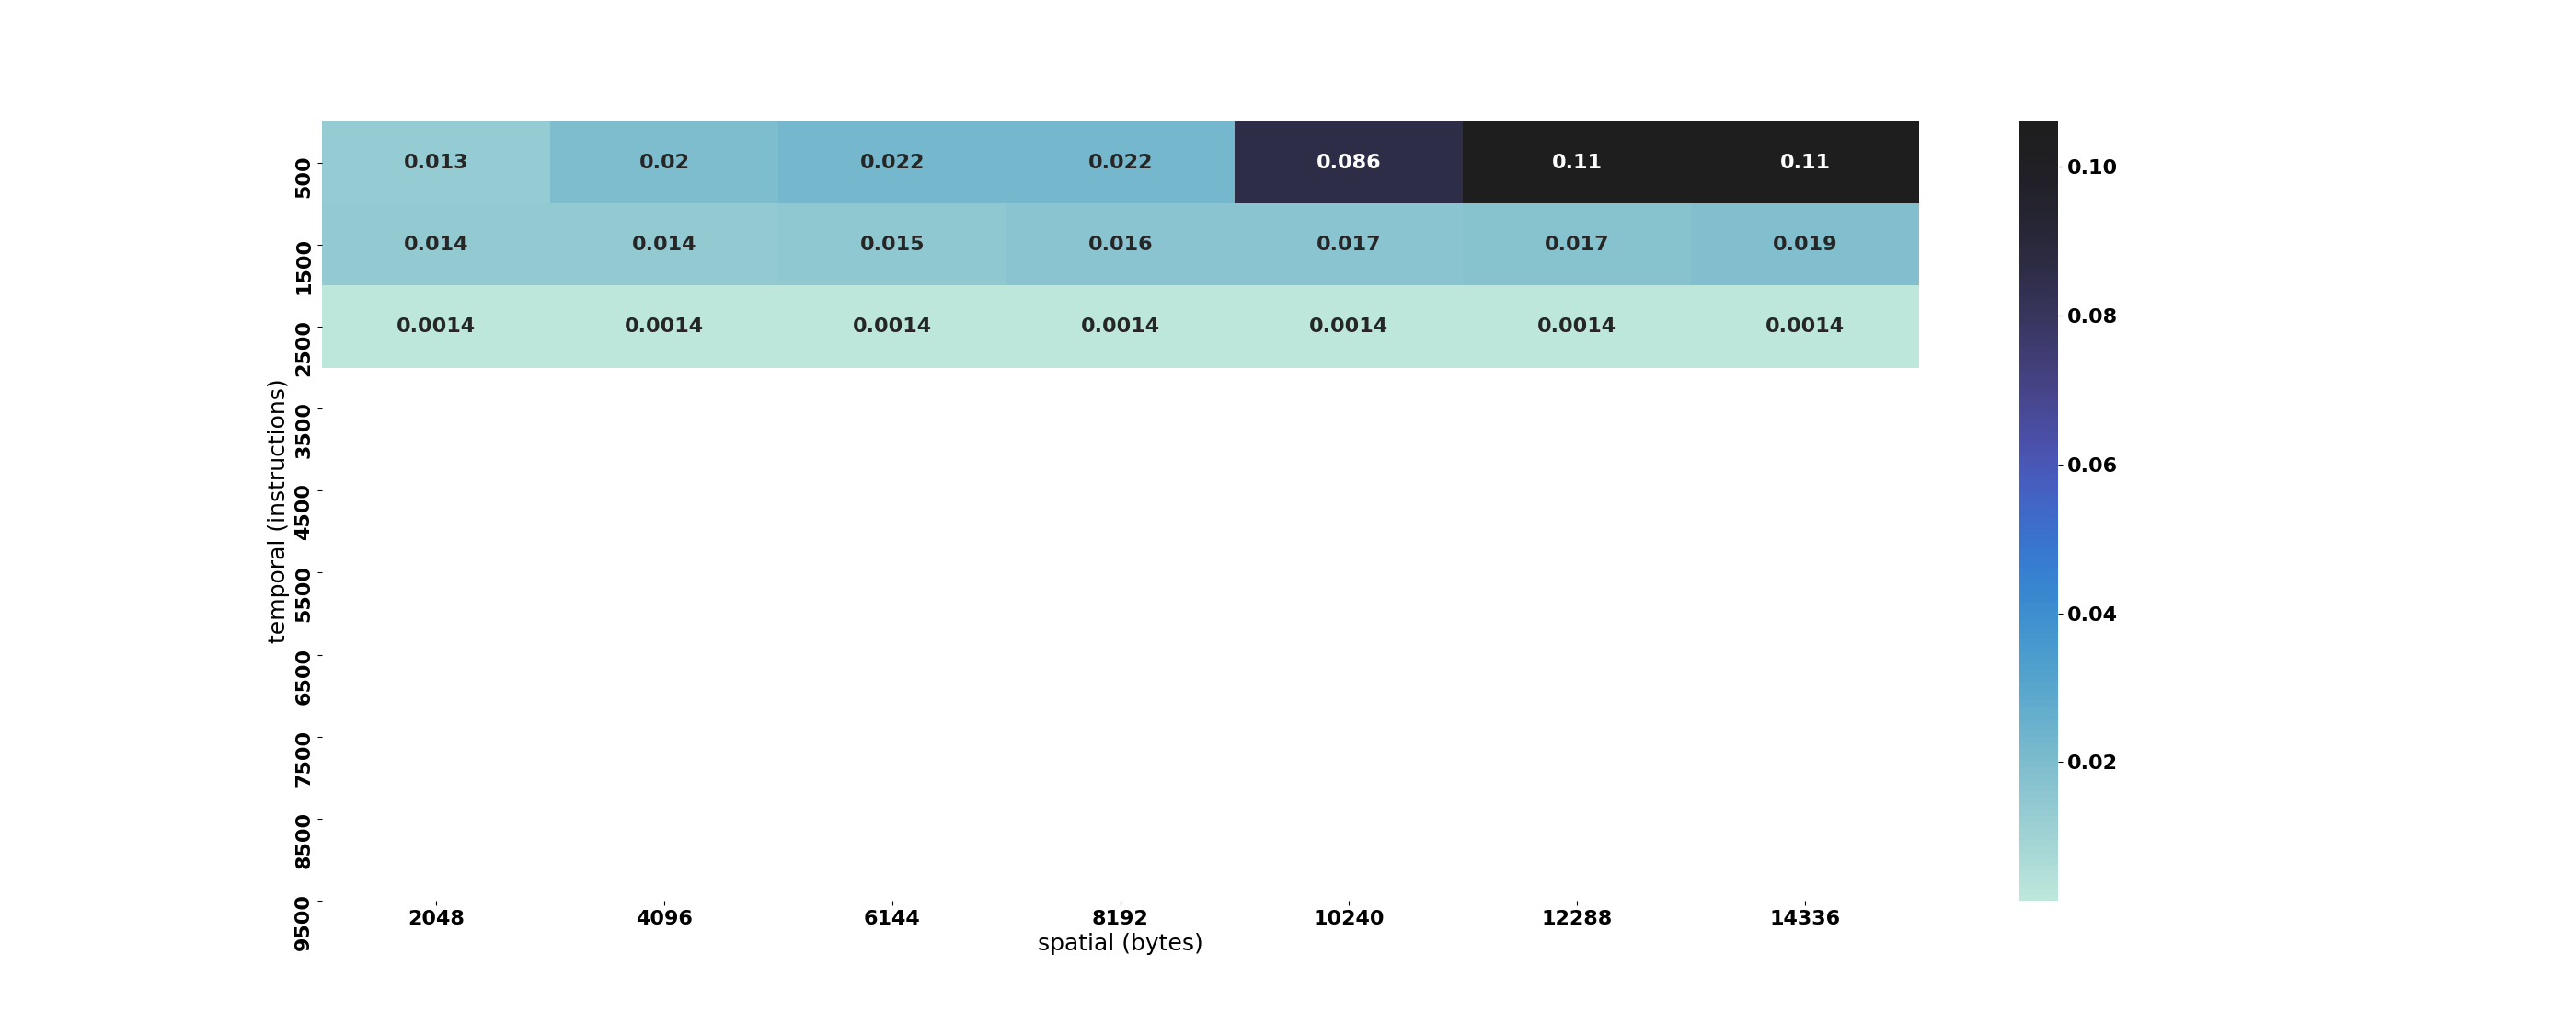 500 0.013 0.02 0.022 0.022 0.086 0.11 0.11
1500 0.014 0.014 0.015 0.016 0.017 0.017 0.019
2500 0.0014 0.0014 0.0014 0.0014 0.0014 0.0014 0.0014
3500
4500
5500
6500
7500
8500
9500
temporal (instructions)
2048 4096 6144 8192 10240 12288 14336
spatial (bytes)
0.10
0.08
0.06
0.04
0.02